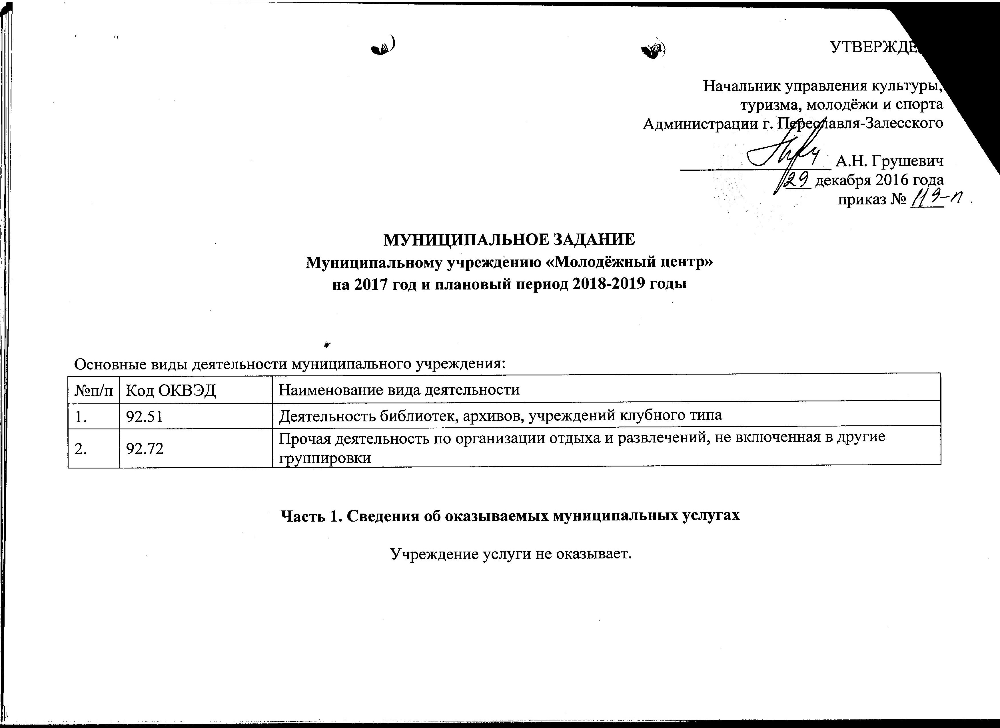 УТВЕРЖДЕ
Начальник управления культуры,
туризма, молодёжи и спорта
Администрации г. Переславля-Залесского
А.Н. Грушевич
29 декабря 2016 года
приказ № 119-п
МУНИЦИПАЛЬНОЕ ЗАДАНИЕ
Муниципальному учреждению «Молодёжный центр»
на 2017 год и плановый период 2018-2019 годы
Основные виды деятельности муниципального учреждения:
№п/п Код ОКВЭД Наименование вида деятельности
1. 92.51 Деятельность библиотек, архивов, учреждений клубного типа
2. 92.72 Прочая деятельность по организации отдыха и развлечений, не включенная в другие
группировки
Часть 1. Сведения об оказываемых муниципальных услугах
Учреждение услуги не оказывает.